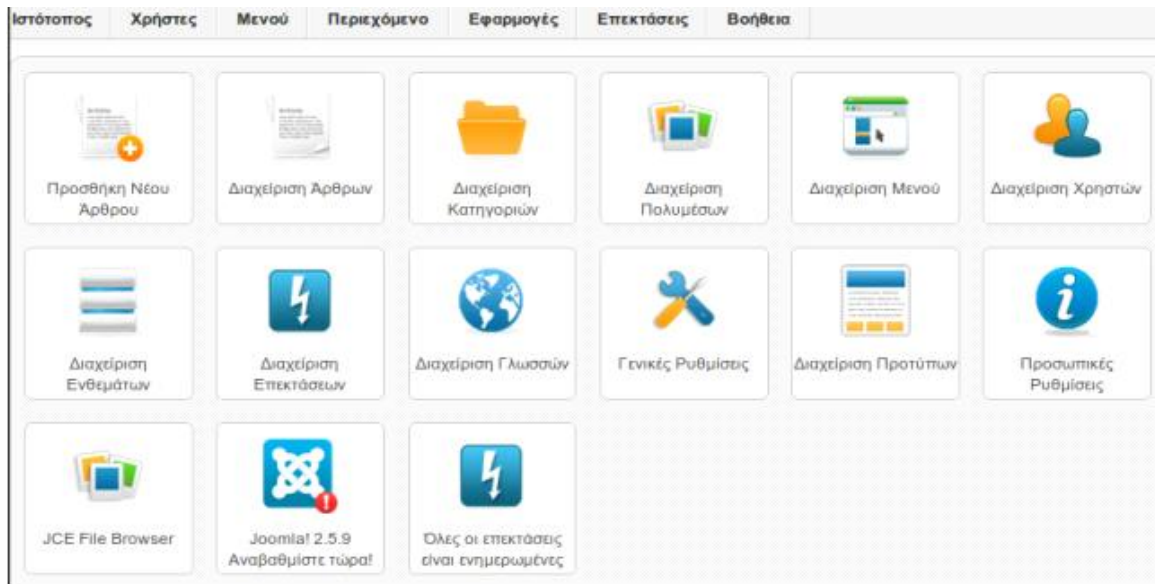 Ιστότοπος Χρήστες Μενού Περιεχόμενο Εφαρμογές Επεκτάσεις Βοήθεια
Προσθήκη Νέου
Άρθρου
Διαχείριση Άρθρων
Διαχείριση
Κατηγοριών
Διαχείριση
Πολυμέσων
Διαχείριση Μενού
Διαχείριση Χρηστών
Διαχείριση
Ενθεμάτων
Διαχείριση
Επεκτάσεων
Διαχείριση Γλωσσών
Γενικές Ρυθμίσεις
Διαχείριση Προτύπων
Προσωπικές
Ρυθμίσεις
JCE File Browser
Joomla! 2.5.9
Αναβαθμίστε τώρα!
Όλες οι επεκτάσεις
είναι ενημερωμένες